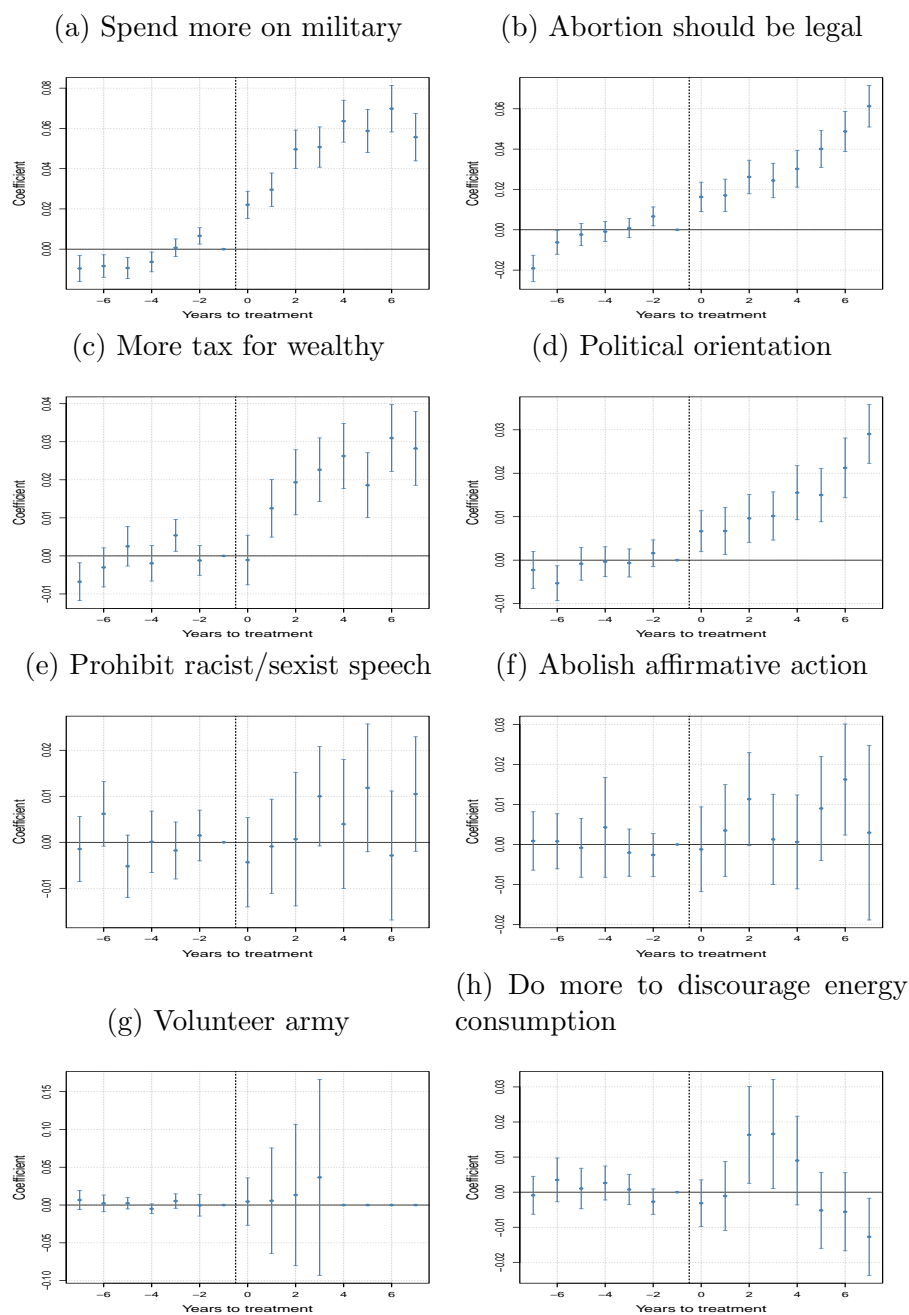 (a) Spend more on military
(b) Abortion should be legal
Coefficient
0.00 0.02 0.04 0.06 0.08
−6 −4 −2 0 2 4 6
Years to treatment
Coefficient
−0.02 0.00 0.02 0.04 0.06
−6 −4 −2 0 2 4 6
Years to treatment
(c) More tax for wealthy
(d) Political orientation
Coefficient
−0.01 0.00 0.01 0.02 0.03 0.04
−6 −4 −2 0 2 4 6
Years to treatment
Coefficient
−0.01 0.00 0.01 0.02 0.03
−6 −4 −2 0 2 4 6
Years to treatment
(e) Prohibit racist/sexist speech
(f) Abolish affirmative action
Coefficient
−0.01 0.00 0.01 0.02
−6 −4 −2 0 2 4 6
Years to treatment
Coefficient
−0.02 −0.01 0.00 0.01 0.02 0.03
−6 −4 −2 0 2 4 6
Years to treatment
(g) Volunteer army
(h) Do more to discourage energy
consumption
Coefficient
−0.10 −0.05 0.00 0.05 0.10 0.15
−6 −4 −2 0 2 4 6
Years to treatment
Coefficient
−0.02 −0.01 0.00 0.01 0.02 0.03
−6 −4 −2 0 2 4 6
Years to treatment